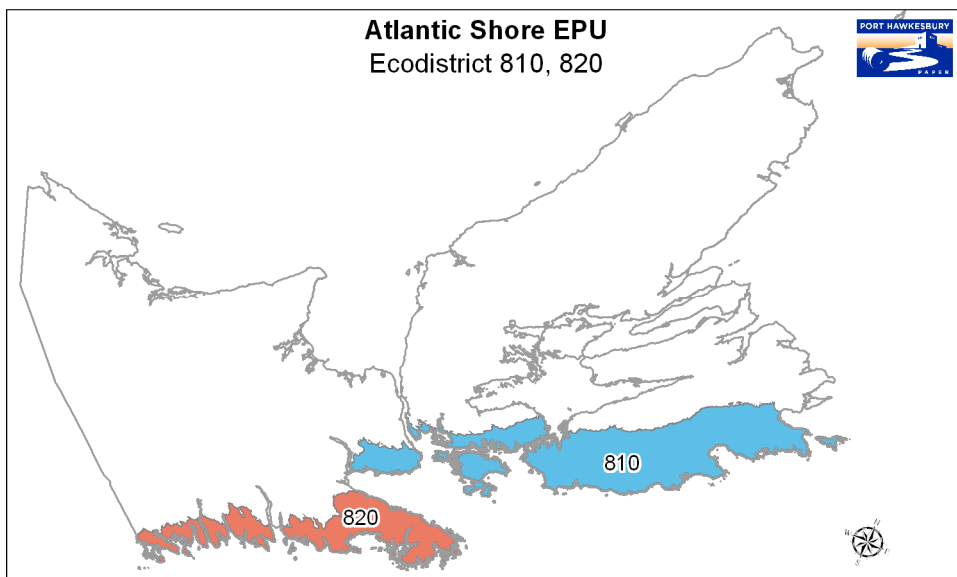 Atlantic Shore EPU
Ecodistrict 810, 820
PORT HAWKESBURY
PAPER
810
820
N
W
E
S